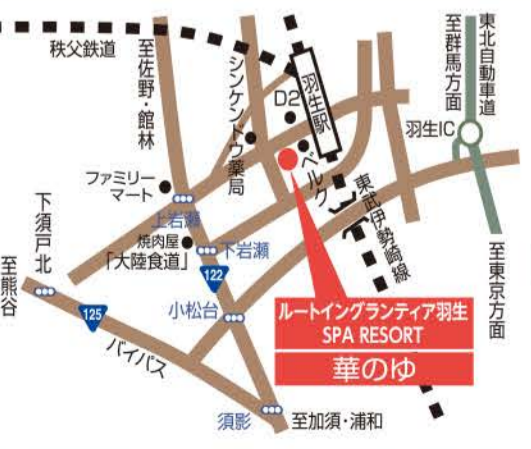 秩父鉄道
至佐野・館林
シンケンドウ薬局
D2
羽生駅
ベルク
至群馬方面
東北自動車道
羽生IC
ファミリー
マート
上岩瀬
焼肉屋
「大陸食道」
下岩瀬
東武伊勢崎線
下須戸北
至熊谷
122
125
小松台
バイパス
ルートイングランティア羽生
SPA RESORT
華のゆ
至東京方面
須影
至加須・浦和